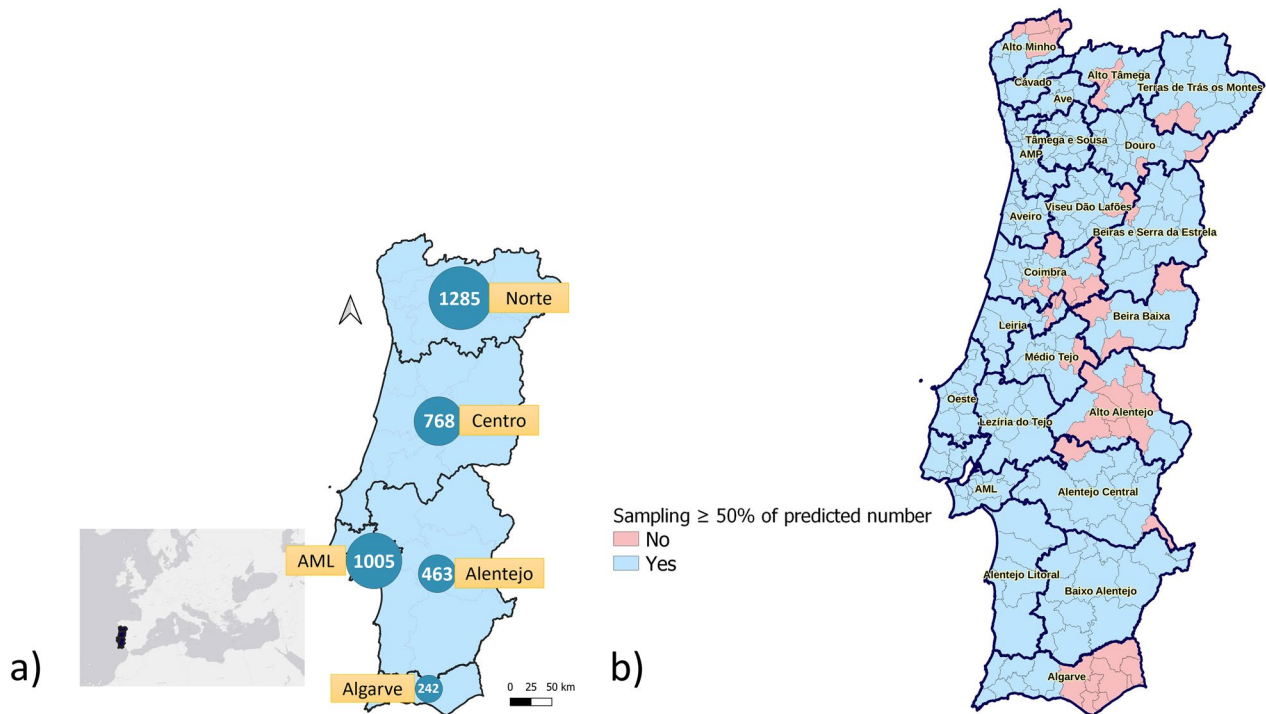 1285 Norte
768 Centro
AML 1005
463 Alentejo
Algarve 242
0 25 50 km
a)
Alto Minho
Alto Tâmega
Cávado
Terras de Trás os Montes
Ave
Tâmega e Sousa
Douro
AMP
Viseu Dão Lafões
Aveiro
Beiras e Serra da Estrela
Coimbra
Beira Baixa
Leiria
Médio Tejo
Oeste
Alto Alentejo
Lezíria do Tejo
AML
Alentejo Central
Alentejo Litoral
Baixo Alentejo
Algarve
Sampling ≥ 50% of predicted number
No
Yes
b)